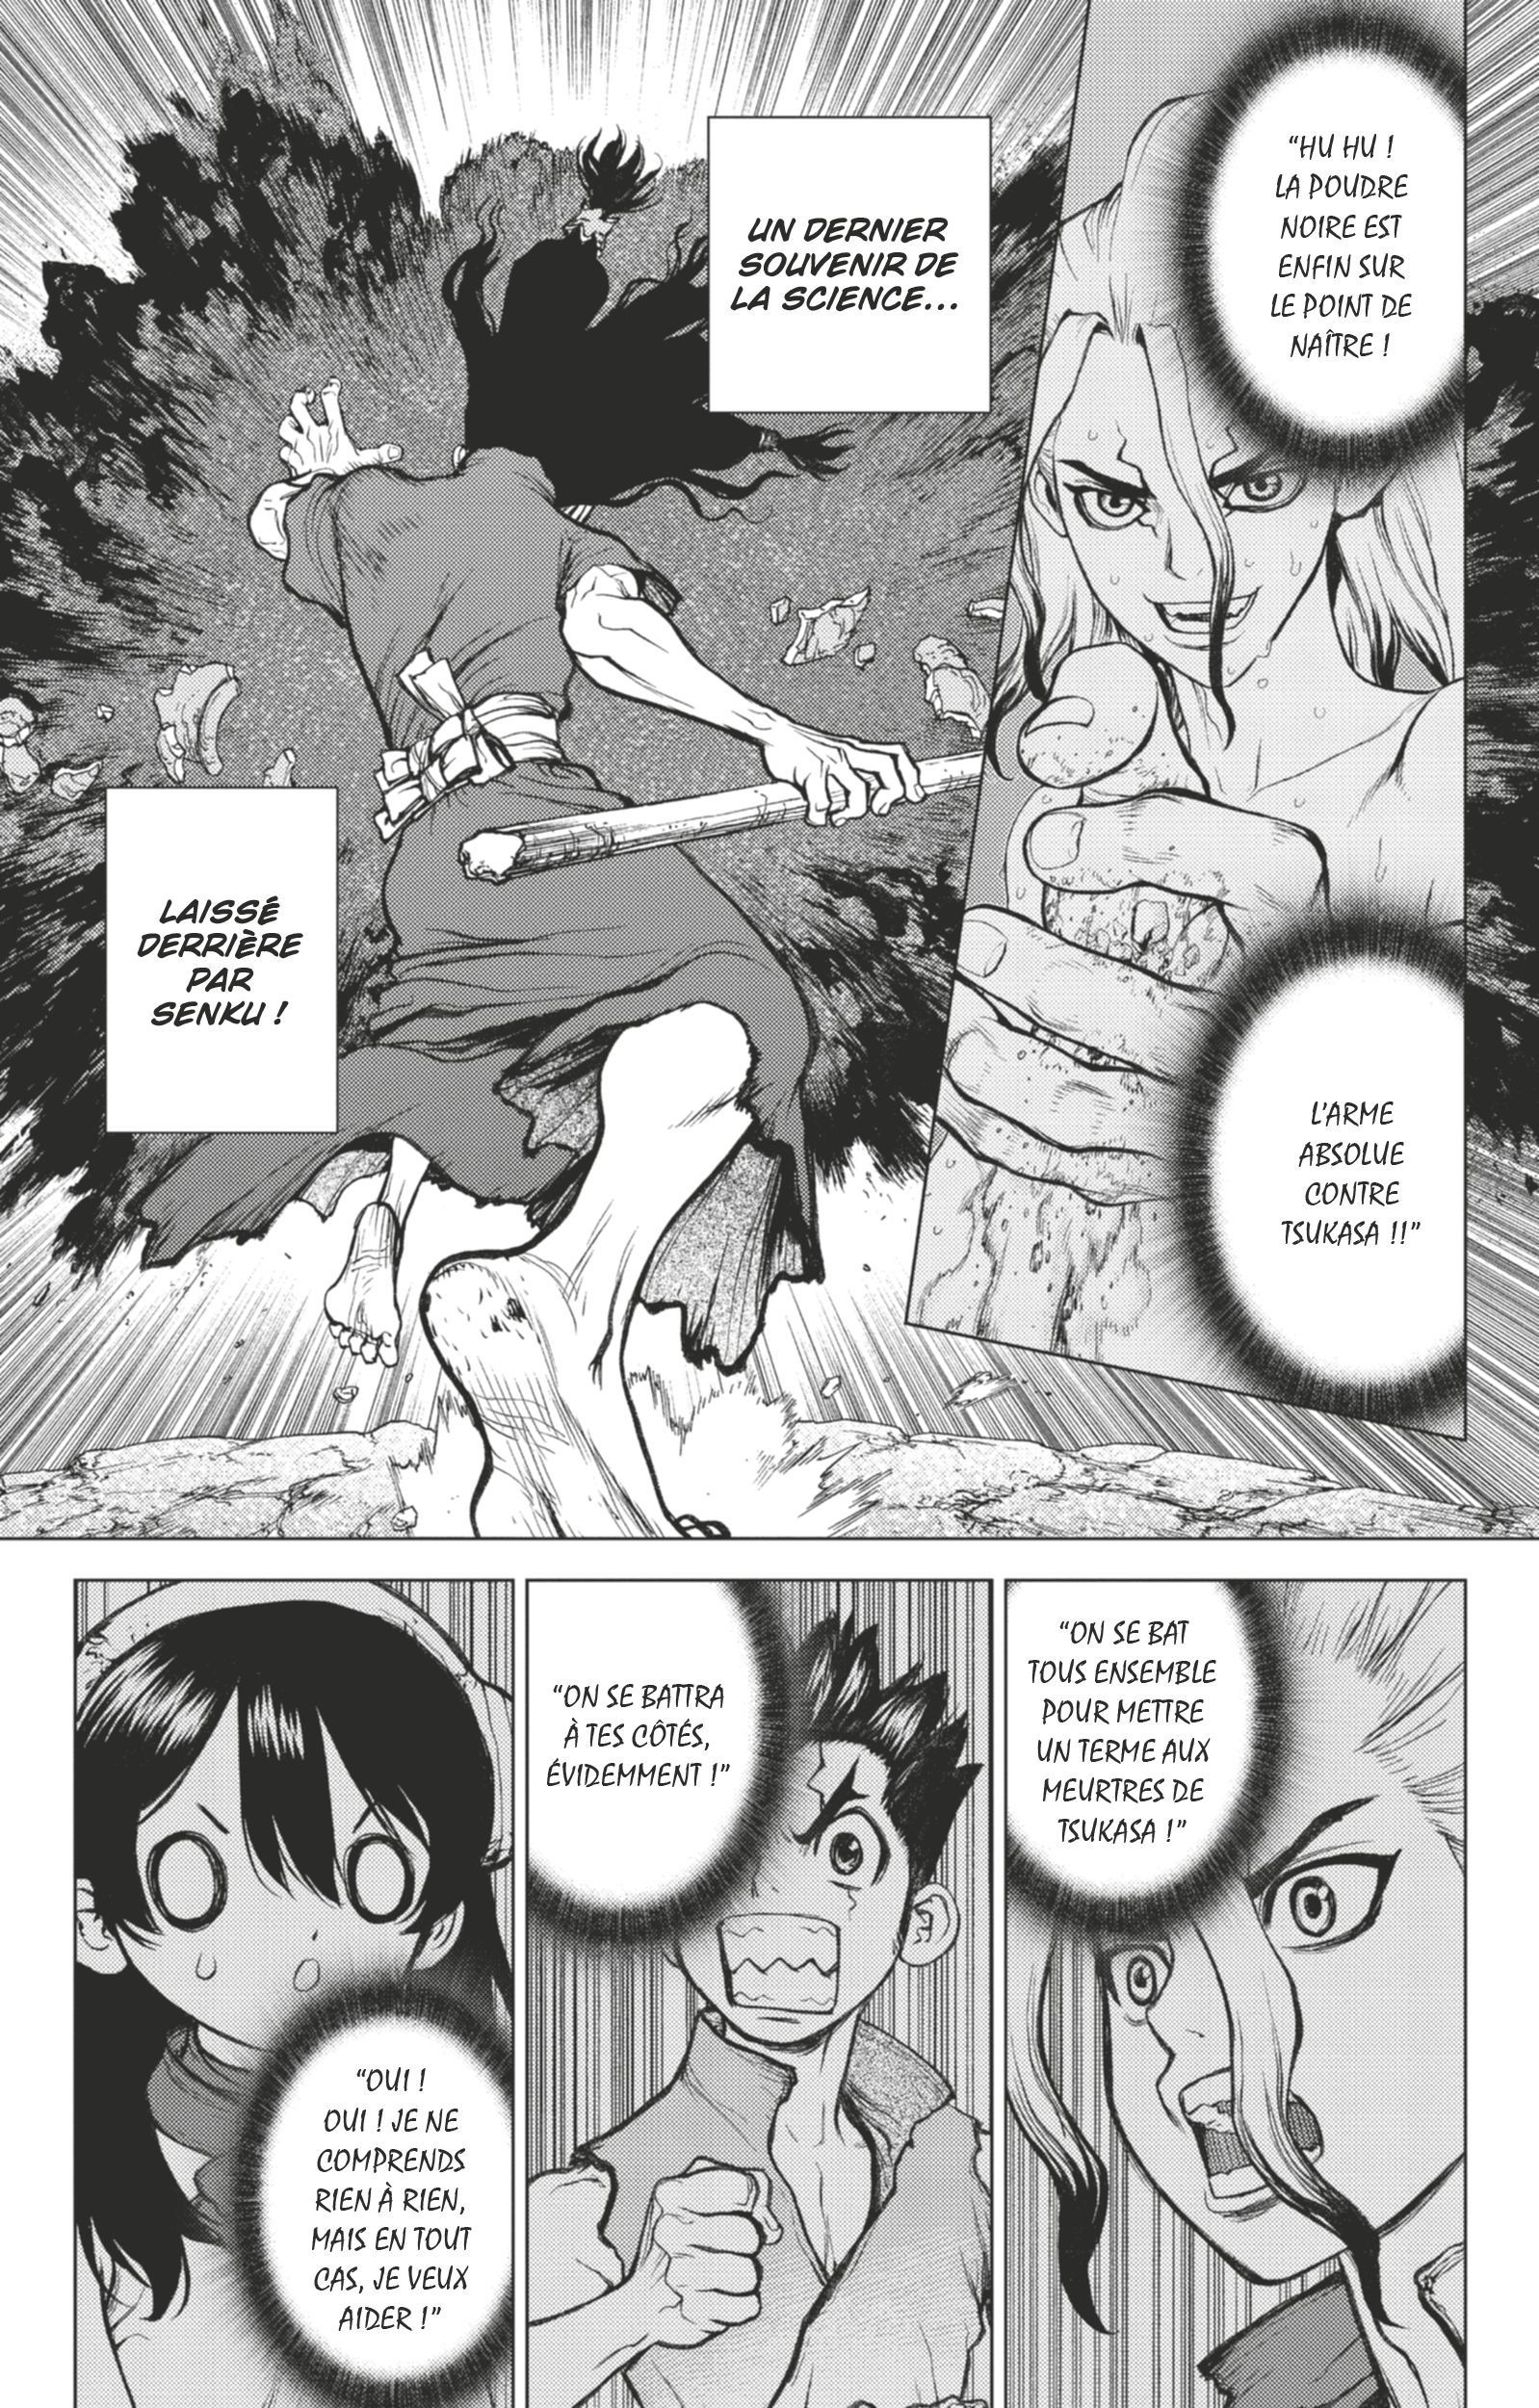 “HU HU !
LA POUDRE
NOIRE EST
ENFIN SUR
LE POINT DE
NAÎTRE !
L’ARME
ABSOLUE
CONTRE
TSUKASA !!”
UN DERNIER
SOUVENIR DE
LA SCIENCE...
LAISSÉ
DERRIÈRE
PAR
SENKU !
“ON SE BAT
TOUS ENSEMBLE
POUR METTRE
UN TERME AUX
MEURTRES DE
TSUKASA !”
“ON SE BATTRA
À TES CÔTÉS,
ÉVIDEMMENT !”
“OUI !
OUI ! JE NE
COMPRENDS
RIEN À RIEN,
MAIS EN TOUT
CAS, JE VEUX
AIDER !”